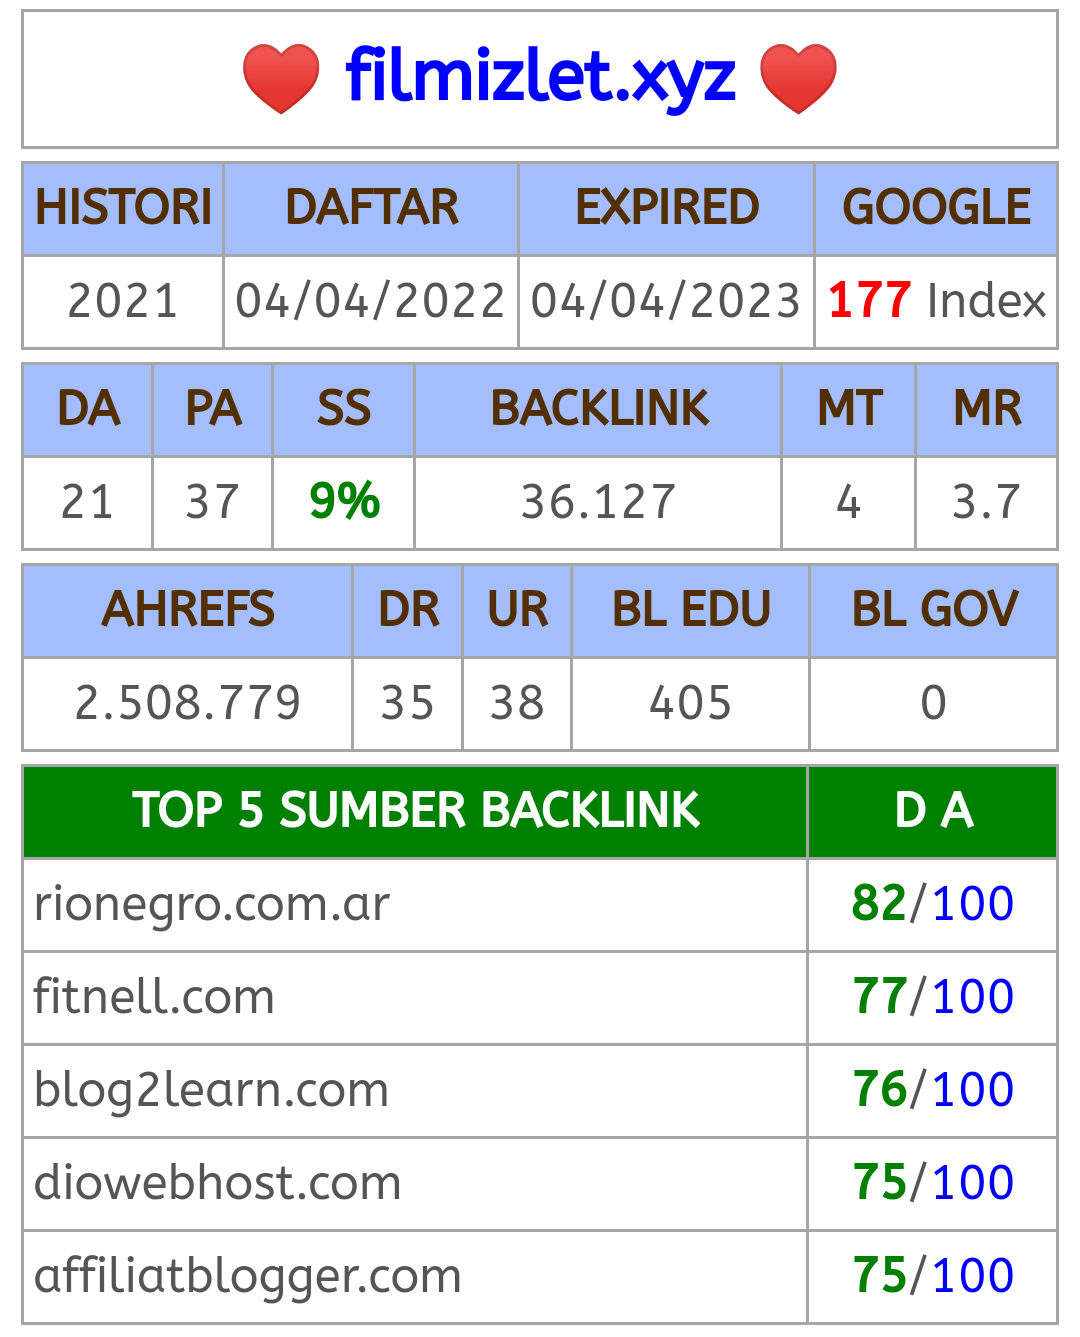 ❤️ filmizlet.xyz ❤️
HISTORI DAFTAR EXPIRED GOOGLE
2021 04/04/2022 04/04/2023 177 Index
DA PA SS BACKLINK MT MR
21 37 9% 36.127 4 3.7
AHREFS DR UR BL EDU BL GOV
2.508.779 35 38 405 0
TOP 5 SUMBER BACKLINK D A
rionegro.com.ar 82/100
fitnell.com 77/100
blog2learn.com 76/100
diowebhost.com 75/100
affiliatblogger.com 75/100